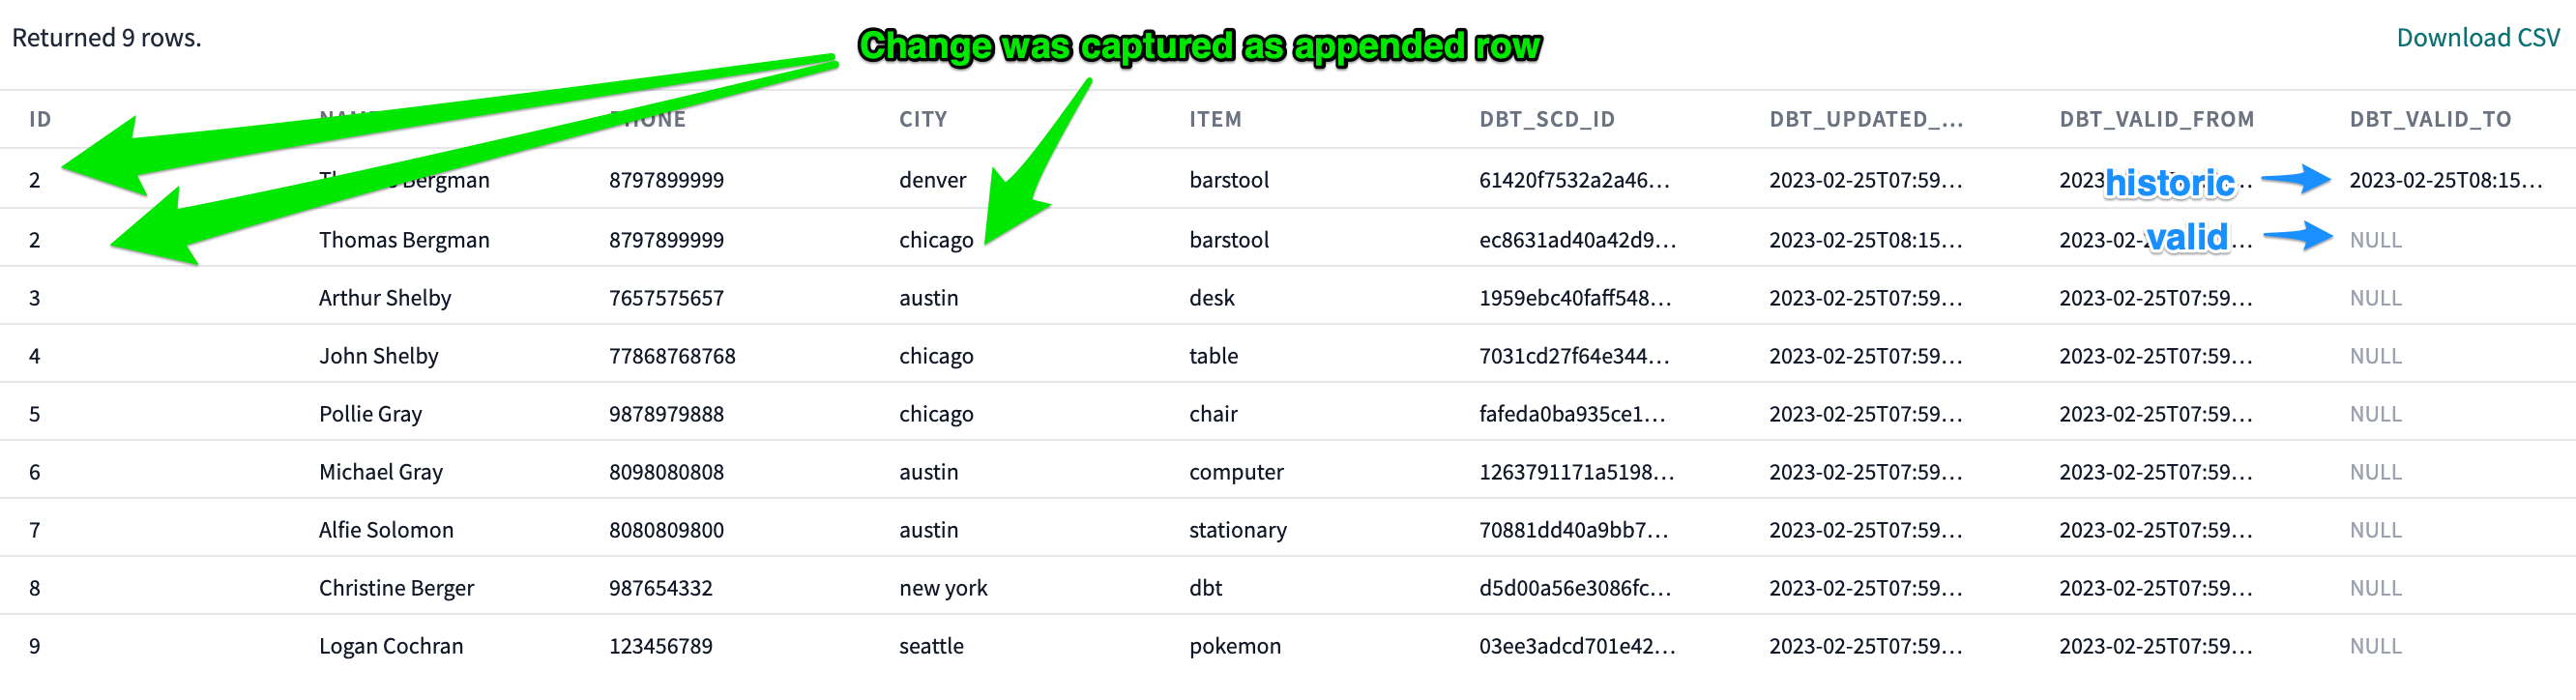 Returned 9 rows.
Change was captured as appended row
Download CSV
ID NAME PHONE CITY ITEM DBT_SCD_ID DBT_UPDATED_... DBT_VALID_FROM DBT_VALID_TO
2 Bergman 8797899999 denver barstool 61420f7532a2a46... 2023-02-25T07:59... 2023 historic ... 2023-02-25T08:15...
2 Thomas Bergman 8797899999 chicago barstool ec8631ad40a42d9... 2023-02-25T08:15... 2023-02- valid ... NULL
3 Arthur Shelby 7657575657 austin desk 1959ebc40faff548... 2023-02-25T07:59... 2023-02-25T07:59... NULL
4 John Shelby 77868768768 chicago table 7031cd27f64e344... 2023-02-25T07:59... 2023-02-25T07:59... NULL
5 Pollie Gray 9878979888 chicago chair fafeda0ba935ce1... 2023-02-25T07:59... 2023-02-25T07:59... NULL
6 Michael Gray 8098080808 austin computer 1263791171a5198... 2023-02-25T07:59... 2023-02-25T07:59... NULL
7 Alfie Solomon 8080809800 austin stationary 70881dd40a9bb7... 2023-02-25T07:59... 2023-02-25T07:59... NULL
8 Christine Berger 987654332 new york dbt d5d00a56e3086fc... 2023-02-25T07:59... 2023-02-25T07:59... NULL
9 Logan Cochran 123456789 seattle pokemon 03ee3adcd701e42... 2023-02-25T07:59... 2023-02-25T07:59... NULL